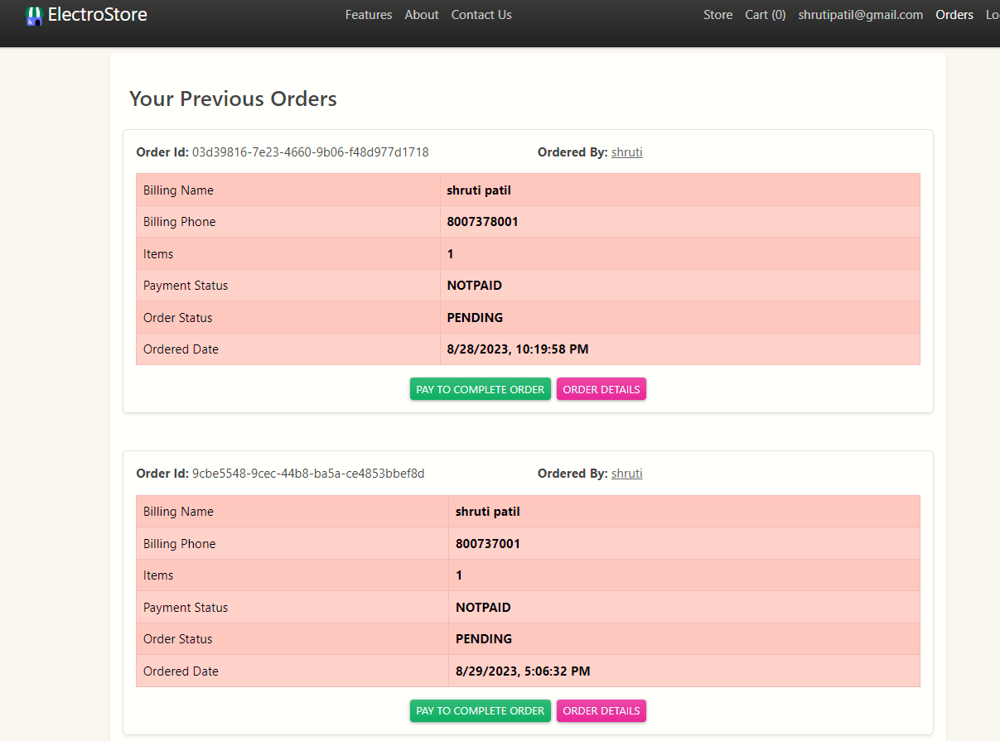 ElectroStore Features About Contact Us Store Cart (0) shrutipatil@gmail.com Orders
Your Previous Orders
Order Id: 03d39816-7e23-4660-9b06-f48d977d1718 Ordered By: shruti
Billing Name shruti patil
Billing Phone 8007378001
Items 1
Payment Status NOTPAID
Order Status PENDING
Ordered Date 8/28/2023, 10:19:58 PM
PAY TO COMPLETE ORDER ORDER DETAILS
Order Id: 9cbe5548-9cec-44b8-ba5a-ce4853bbef8d Ordered By: shruti
Billing Name shruti patil
Billing Phone 800737001
Items 1
Payment Status NOTPAID
Order Status PENDING
Ordered Date 8/29/2023, 5:06:32 PM
PAY TO COMPLETE ORDER ORDER DETAILS